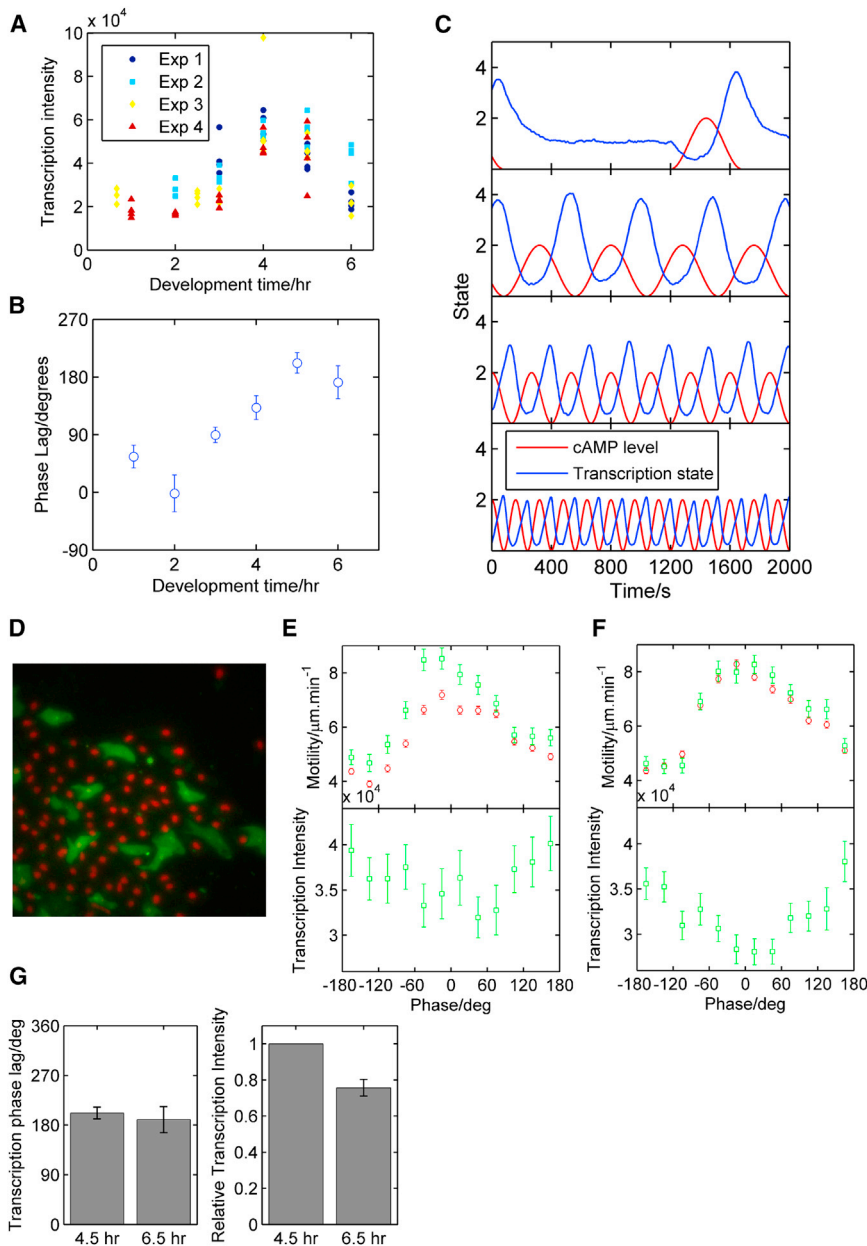 A
× 10⁴
10
8
6
4
2
0
Transcription intensity
Exp 1
Exp 2
Exp 3
Exp 4
0 2 4 6
Development time/hr
B
270
180
90
0
-90
Phase Lag/degrees
0 2 4 6
Development time/hr
C
4
2
4
2
4
2
4
2
State
cAMP level
Transcription state
0 400 800 1200 1600 2000
Time/s
D
E
8
6
4
Motility/μm.min⁻¹
× 10⁴
4
3.5
3
Transcription Intensity
-180 -120 -60 0 60 120 180
Phase/deg
F
8
6
4
Motility/μm.min⁻¹
× 10⁴
4
3.5
3
Transcription Intensity
-180 -120 -60 0 60 120 180
Phase/deg
G
360
270
180
90
0
Transcription phase lag/deg
4.5 hr 6.5 hr
1
0.8
0.6
0.4
0.2
0
Relative Transcription Intensity
4.5 hr 6.5 hr